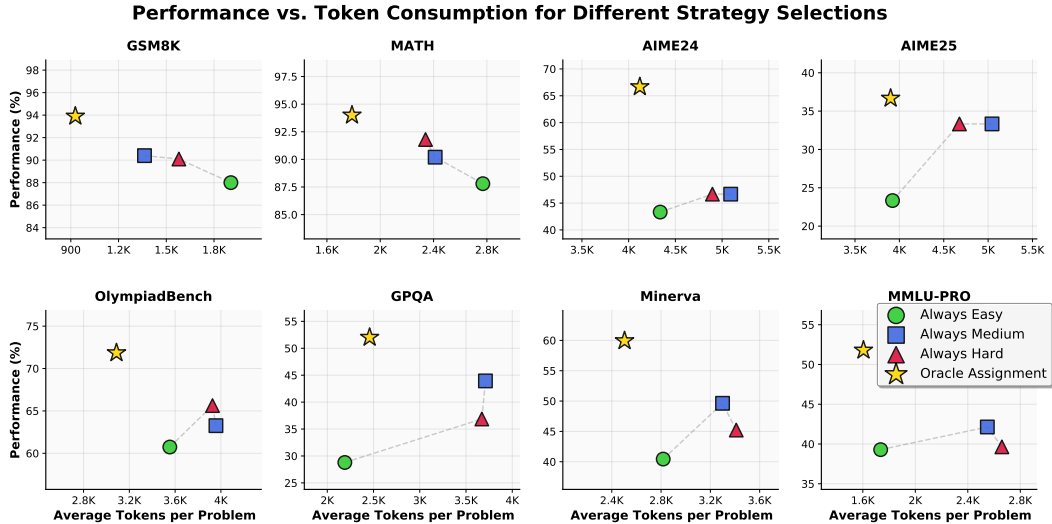 Performance vs. Token Consumption for Different Strategy Selections
GSM8K
MATH
AIME24
AIME25
Performance (%)
98
96
94
92
90
88
86
84
900
1.2K
1.5K
1.8K
97.5
95.0
92.5
90.0
87.5
85.0
1.6K
2K
2.4K
2.8K
70
65
60
55
50
45
40
3.5K
4K
4.5K
5K
5.5K
40
35
30
25
20
3.5K
4K
4.5K
5K
5.5K
OlympiadBench
GPQA
Minerva
MMLU-PRO
Performance (%)
75
70
65
60
2.8K
3.2K
3.6K
4K
Average Tokens per Problem
55
50
45
40
35
30
25
2K
2.5K
3K
3.5K
4K
Average Tokens per Problem
60
55
50
45
40
2.4K
2.8K
3.2K
3.6K
Average Tokens per Problem
55
50
45
40
35
1.6K
2K
2.4K
2.8K
Average Tokens per Problem
Always Easy
Always Medium
Always Hard
Oracle Assignment